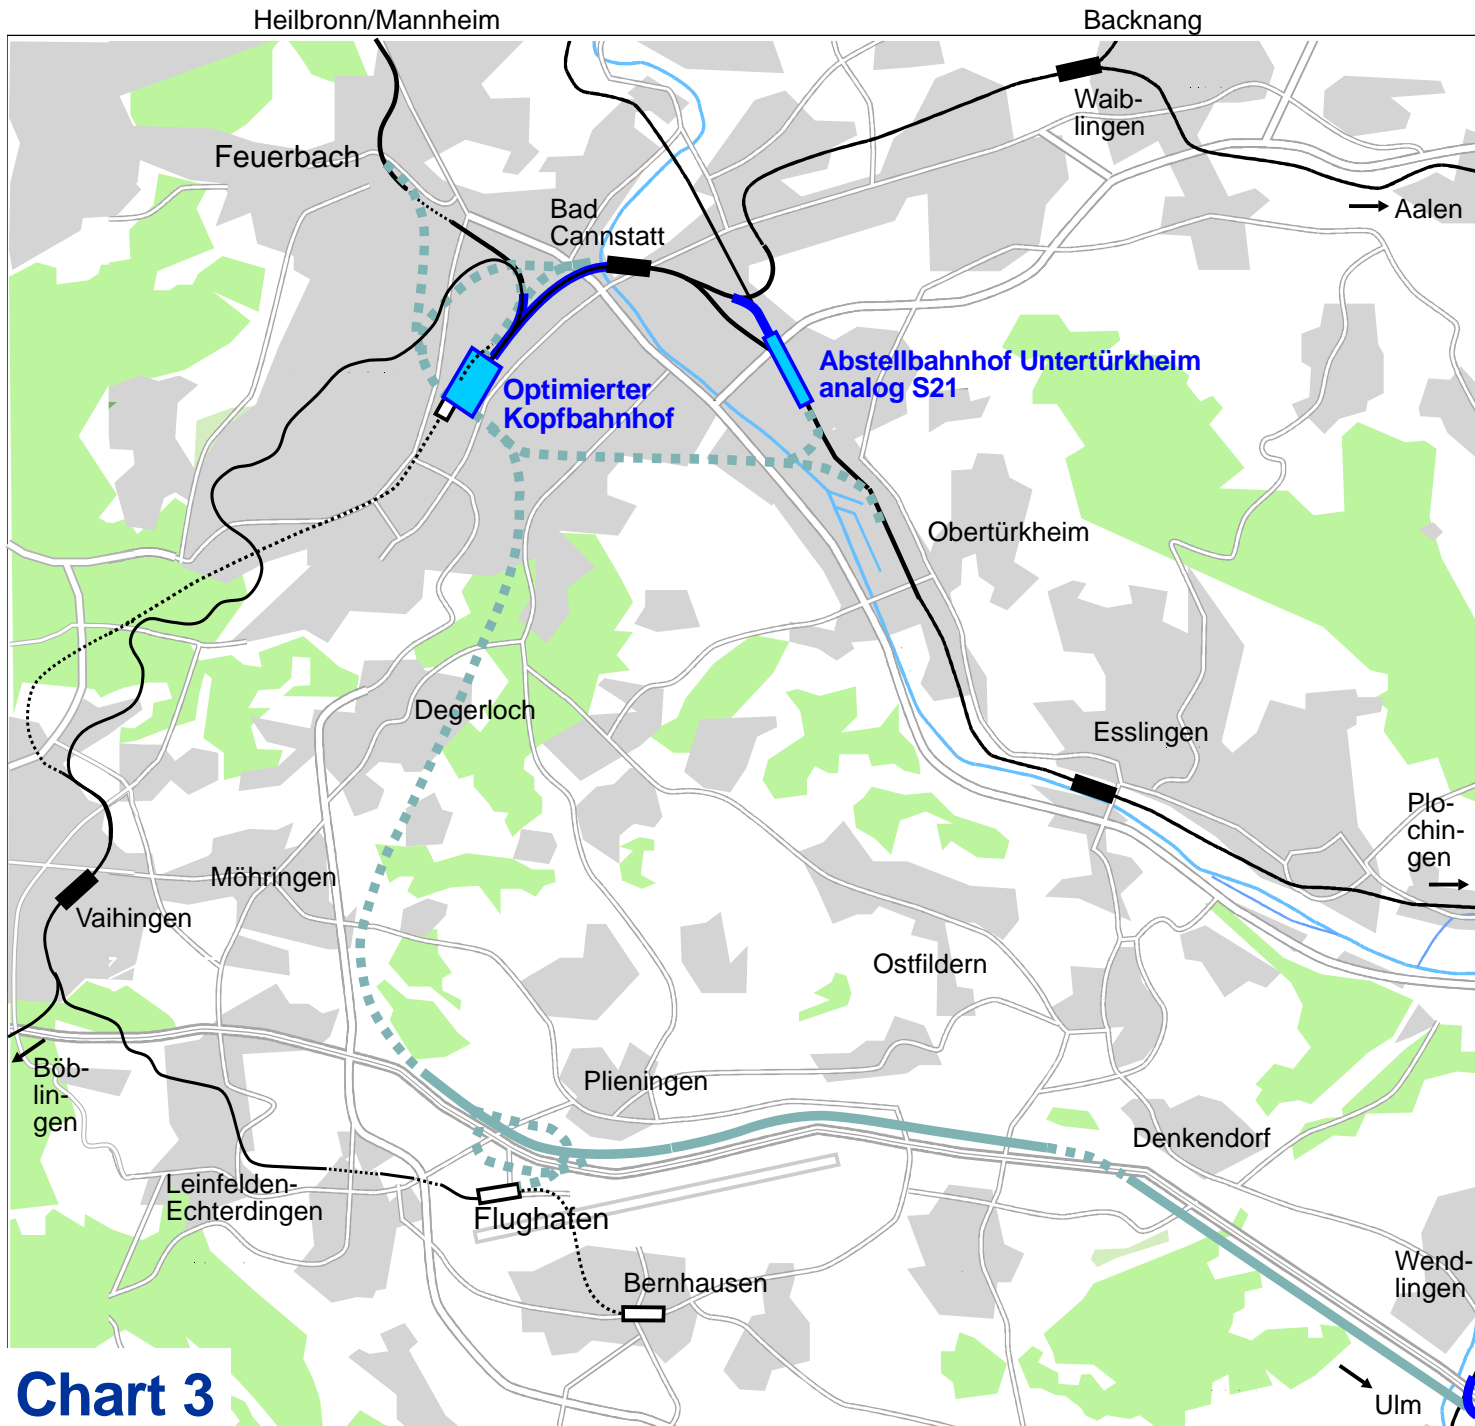 Heilbronn/Mannheim
Backnang
Waib-
lingen
Feuerbach
Bad
Cannstatt
Aalen
Abstellbahnhof Untertürkheim
analog S21
Optimierter
Kopfbahnhof
Obertürkheim
Degerloch
Esslingen
Plo-
chin-
gen
Möhringen
Vaihingen
Ostfildern
Böb-
lin-
gen
Plieningen
Denkendorf
Leinfelden-
Echterdingen
Flughafen
Wend-
lingen
Bernhausen
Chart 3
Ulm